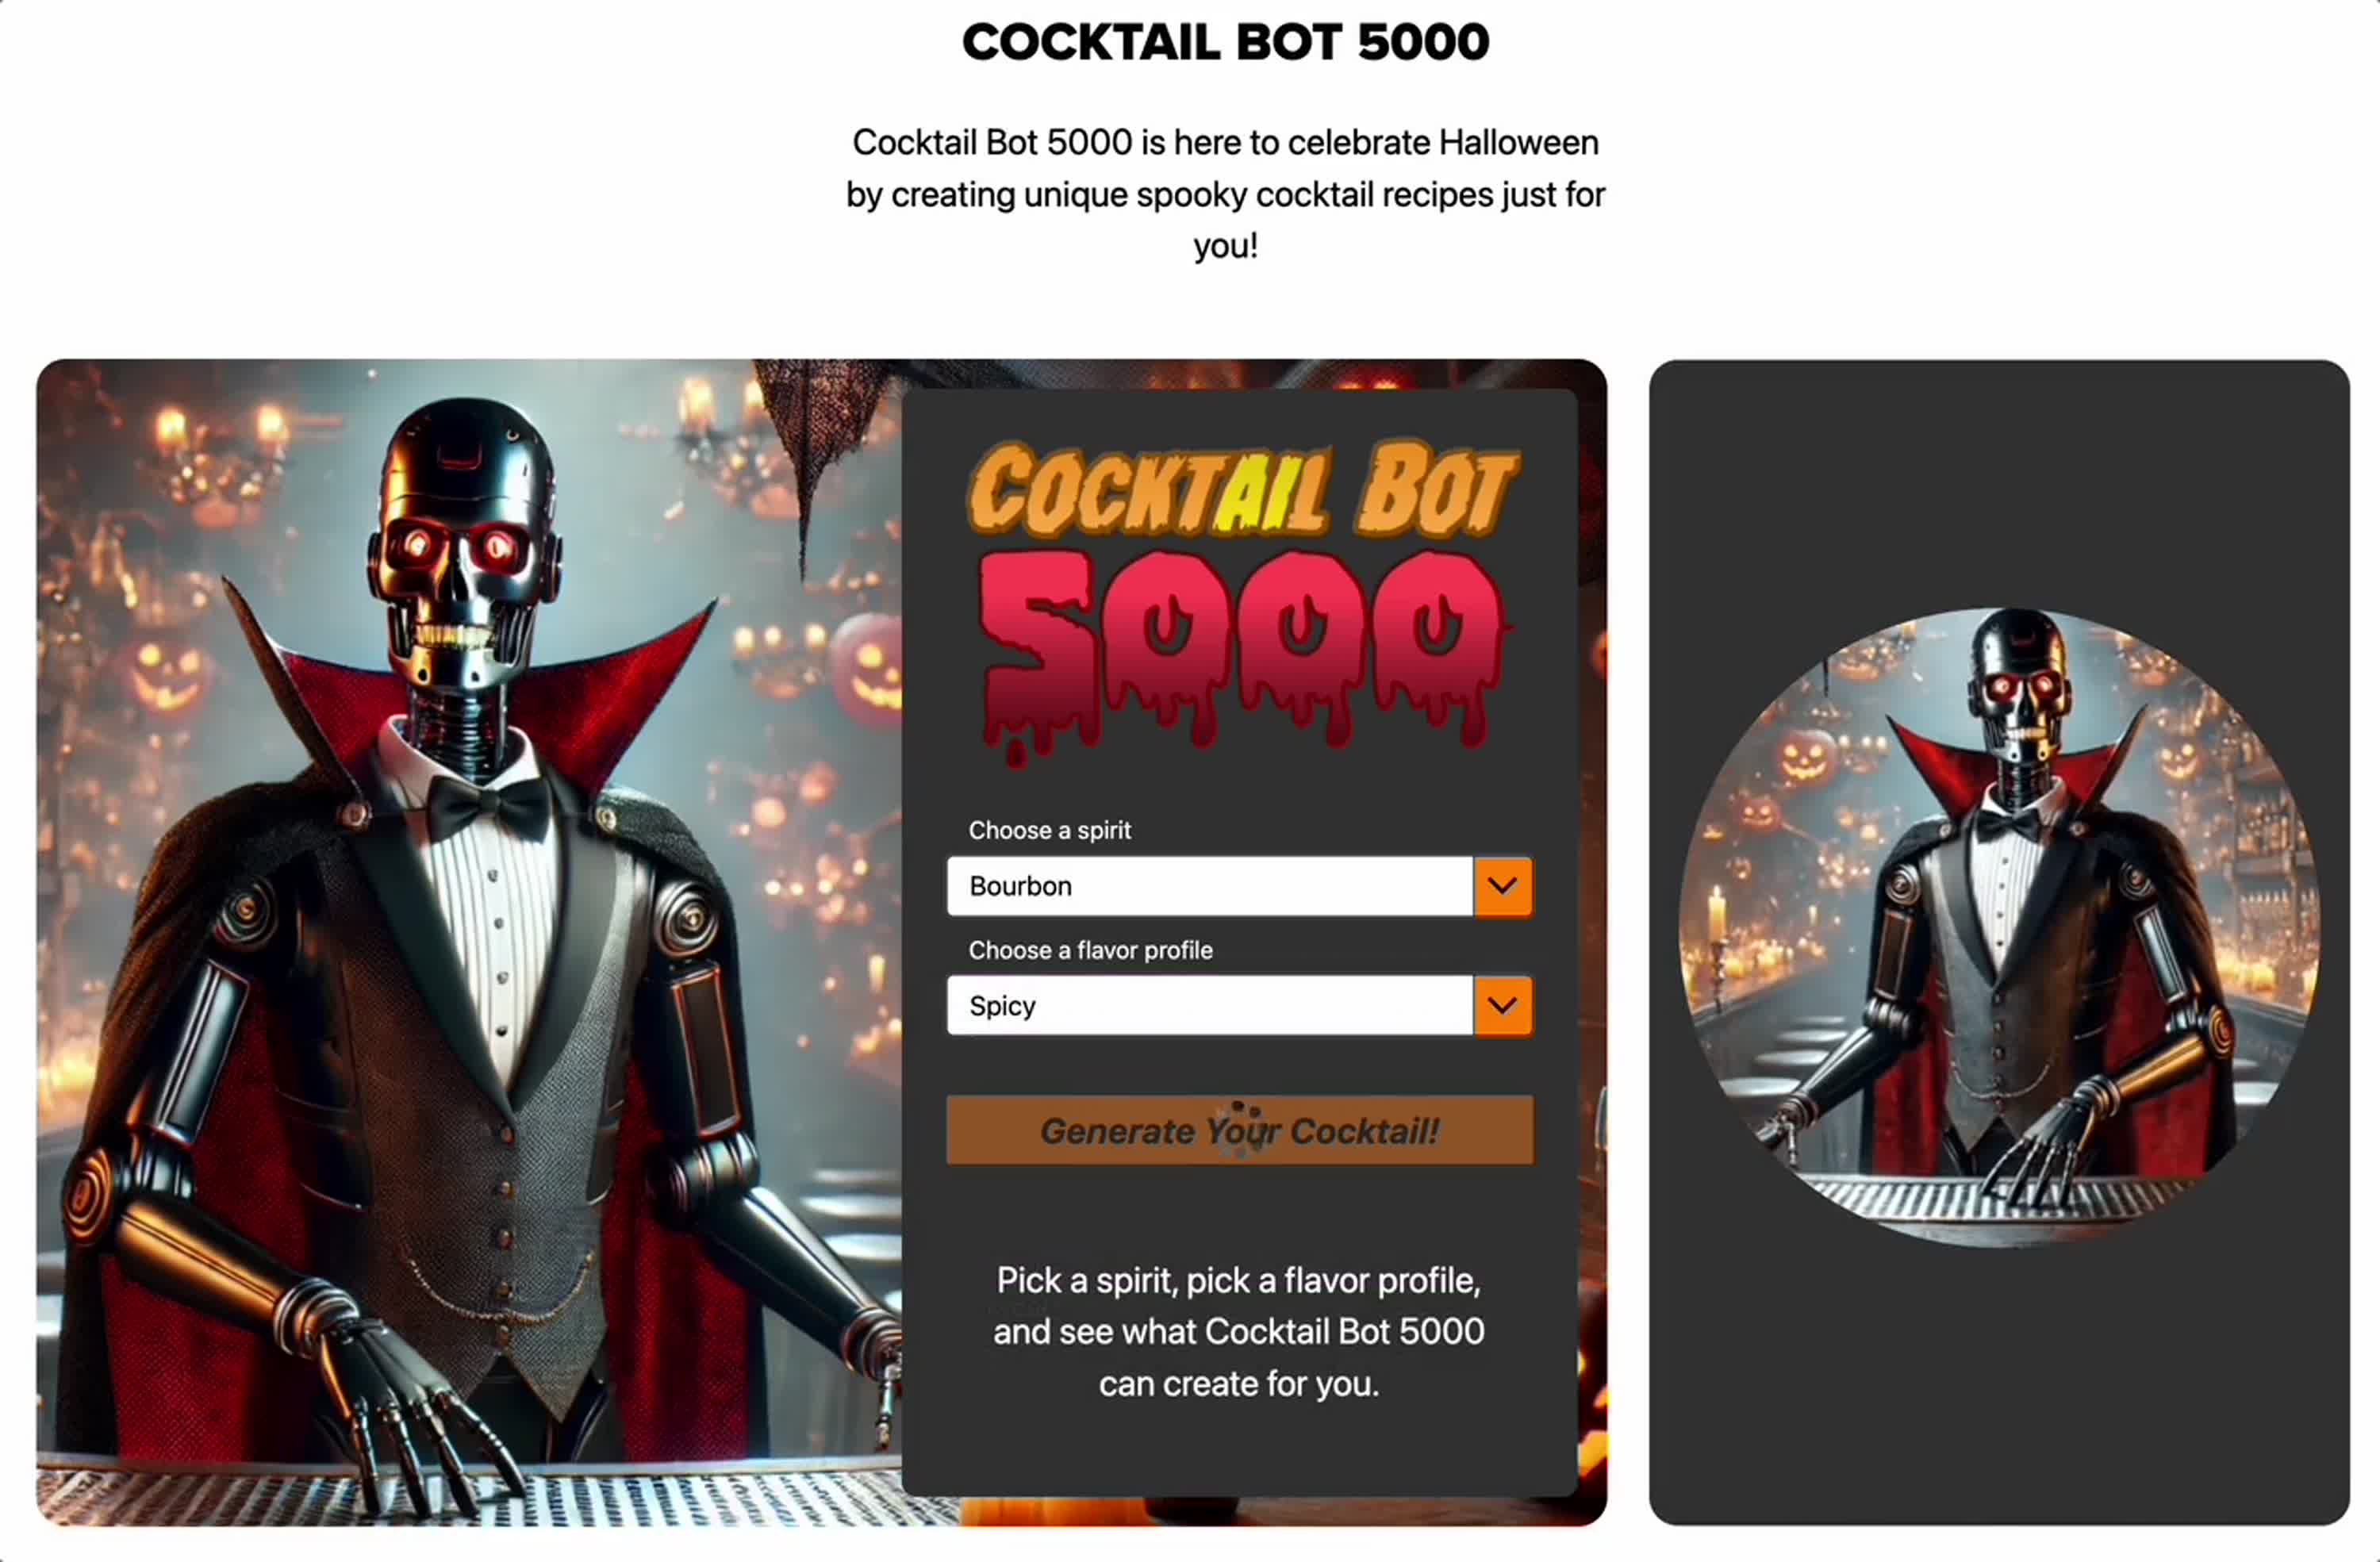 COCKTAIL BOT 5000
Cocktail Bot 5000 is here to celebrate Halloween
by creating unique spooky cocktail recipes just for
you!
COCKTAIL BOT
5000
Choose a spirit
Bourbon
Choose a flavor profile
Spicy
Generate Your Cocktail!
Pick a spirit, pick a flavor profile,
and see what Cocktail Bot 5000
can create for you.